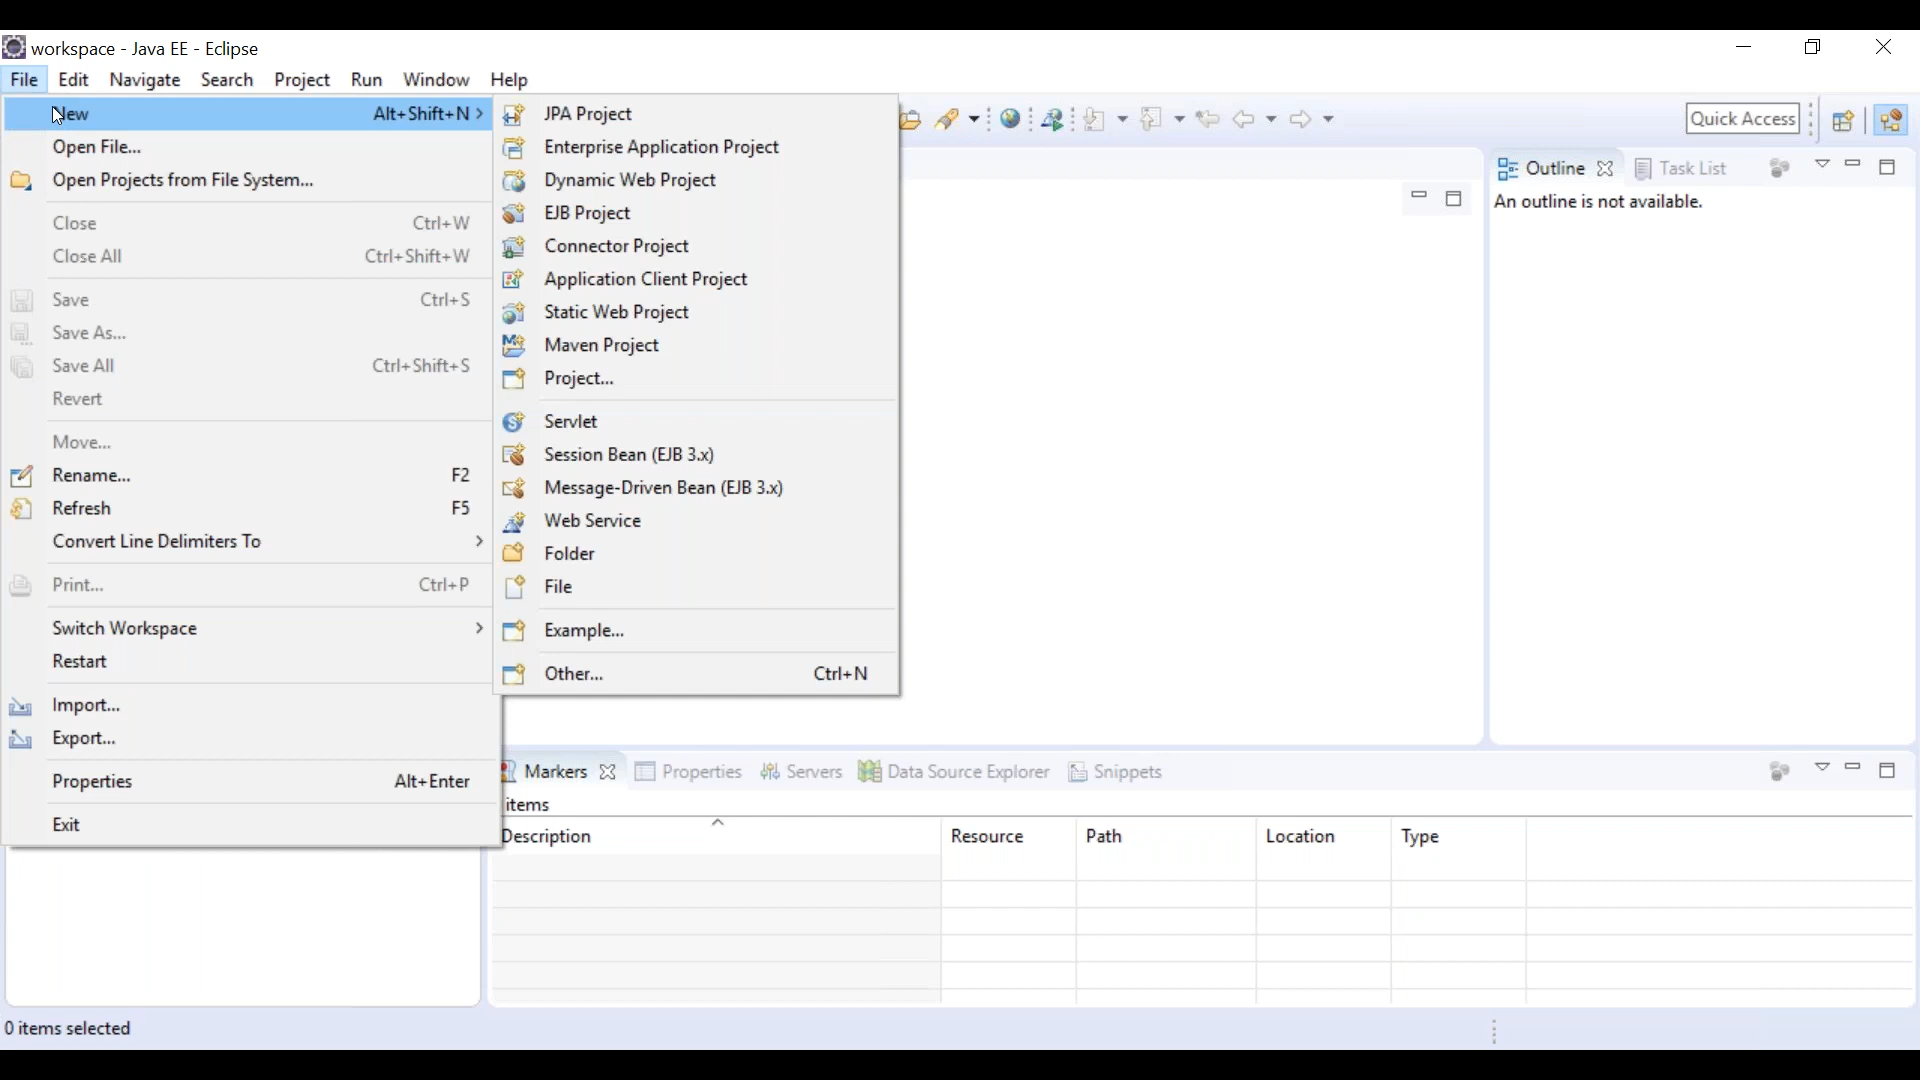 workspace - Java EE - Eclipse
File Edit Navigate Search Project Run Window Help
New Alt+Shift+N
Open File...
Open Projects from File System...
Close Ctrl+W
Close All Ctrl+Shift+W
Save Ctrl+S
Save As...
Save All Ctrl+Shift+S
Revert
Move...
Rename... F2
Refresh F5
Convert Line Delimiters To
Print... Ctrl+P
Switch Workspace
Restart
Import...
Export...
Properties Alt+Enter
Exit
JPA Project
Enterprise Application Project
Dynamic Web Project
EJB Project
Connector Project
Application Client Project
Static Web Project
Maven Project
Project...
Servlet
Session Bean (EJB 3.x)
Message-Driven Bean (EJB 3.x)
Web Service
Folder
File
Example...
Other... Ctrl+N
Quick Access
Outline Task List
An outline is not available.
Markers Properties Servers Data Source Explorer Snippets
items
Description Resource Path Location Type
0 items selected